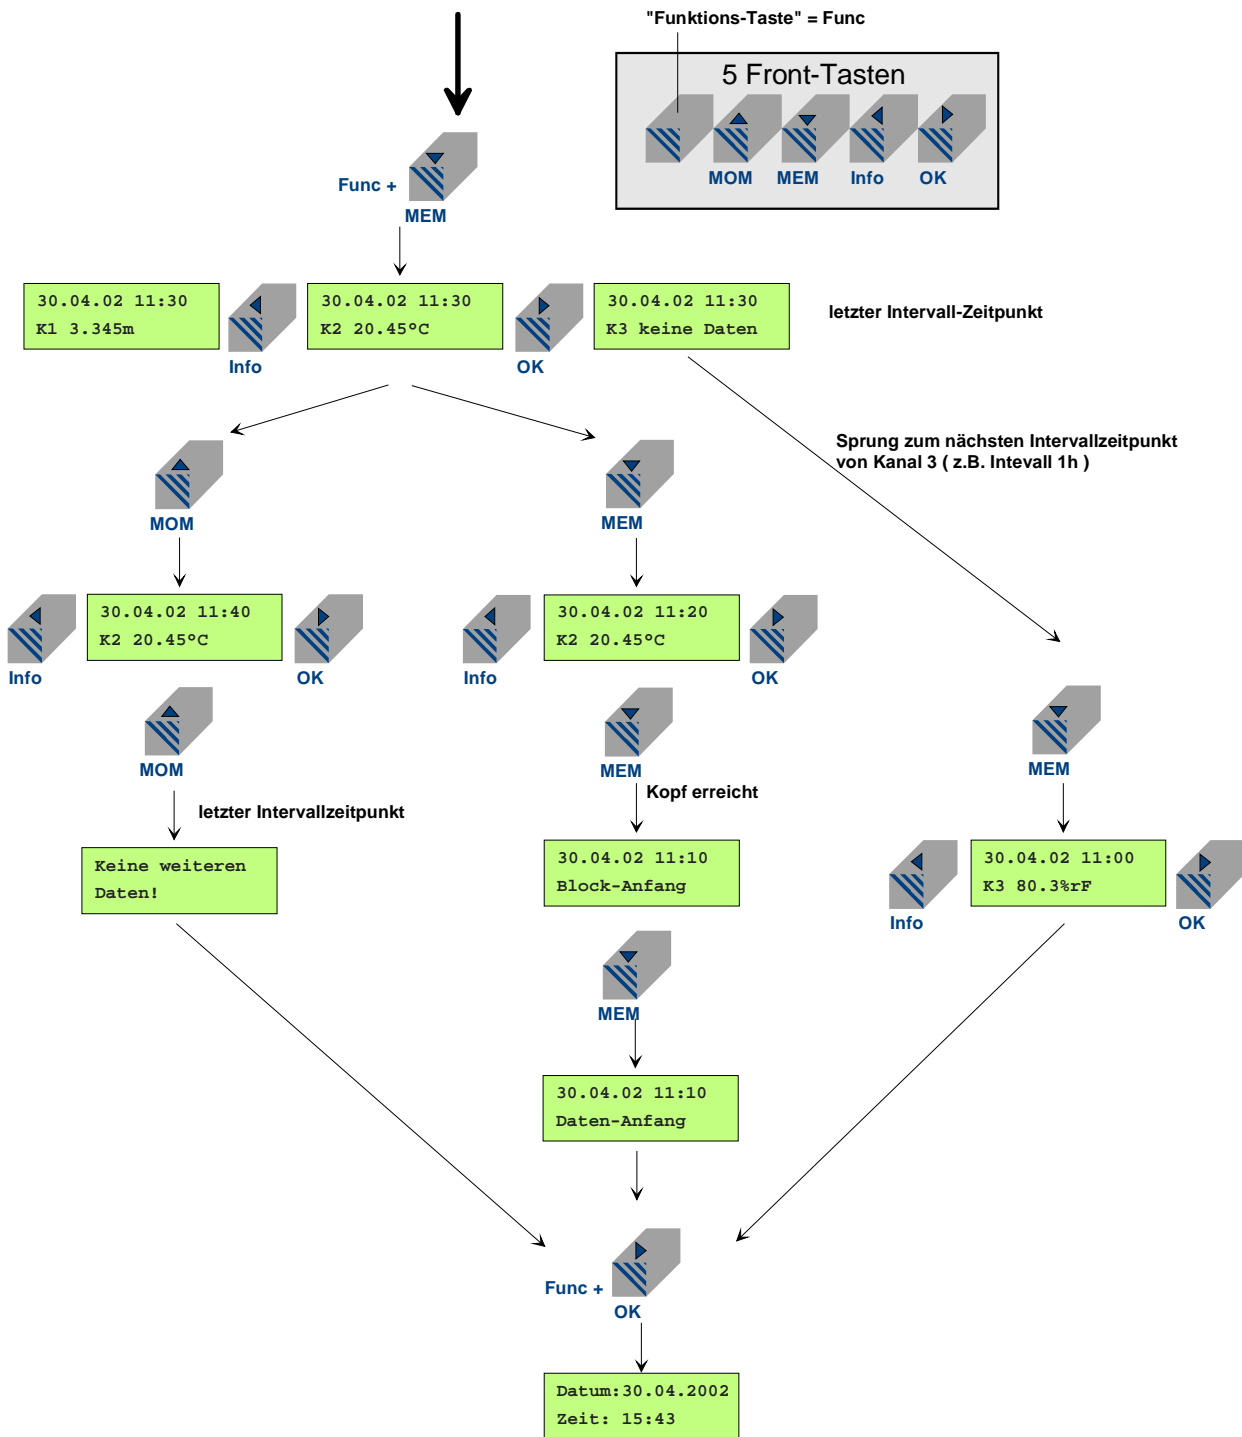 "Funktions-Taste" = Func
5 Front-Tasten
MOM MEM Info OK
Func +
MEM
30.04.02 11:30
K1 3.345m
Info
30.04.02 11:30
K2 20.45°C
OK
30.04.02 11:30
K3 keine Daten
letzter Intervall-Zeitpunkt
Sprung zum nächsten Intervallzeitpunkt
von Kanal 3 ( z.B. Intevall 1h )
MOM
MEM
Info
30.04.02 11:40
K2 20.45°C
OK
Info
30.04.02 11:20
K2 20.45°C
OK
MOM
MEM
MEM
letzter Intervallzeitpunkt
Kopf erreicht
Keine weiteren
Daten!
30.04.02 11:10
Block-Anfang
Info
30.04.02 11:00
K3 80.3%rF
OK
MEM
30.04.02 11:10
Daten-Anfang
Func +
OK
Datum:30.04.2002
Zeit: 15:43